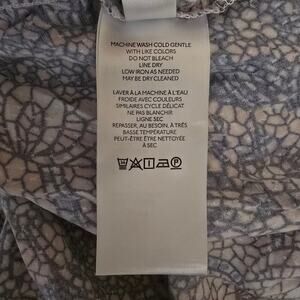 MACHINE WASH COLD GENTLE
WITH LIKE COLORS
DO NOT BLEACH
LINE DRY
LOW IRON AS NEEDED
MAY BE DRY CLEANED
LAVER À LA MACHINE À L'EAU
FROIDE AVEC COULEURS
SIMILAIRES CYCLE DÉLICAT
NE PAS BLANCHIR
LIGNE SEC
REPASSER, AU BESOIN, À TRÈS
BASSE TEMPÉRATURE
PEUT-ÊTRE ÊTRE NETTOYÉE
À SEC